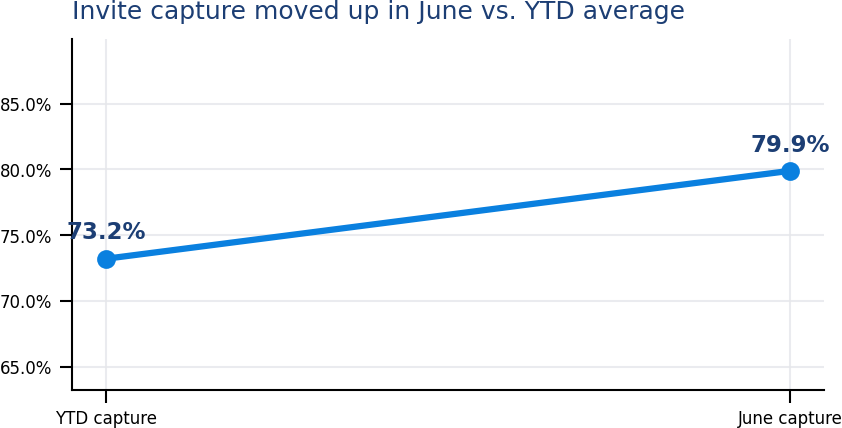 Invite capture moved up in June vs. YTD average
85.0%
79.9%
80.0%
73.2%
75.0%
70.0%
65.0%
YTD capture
June capture